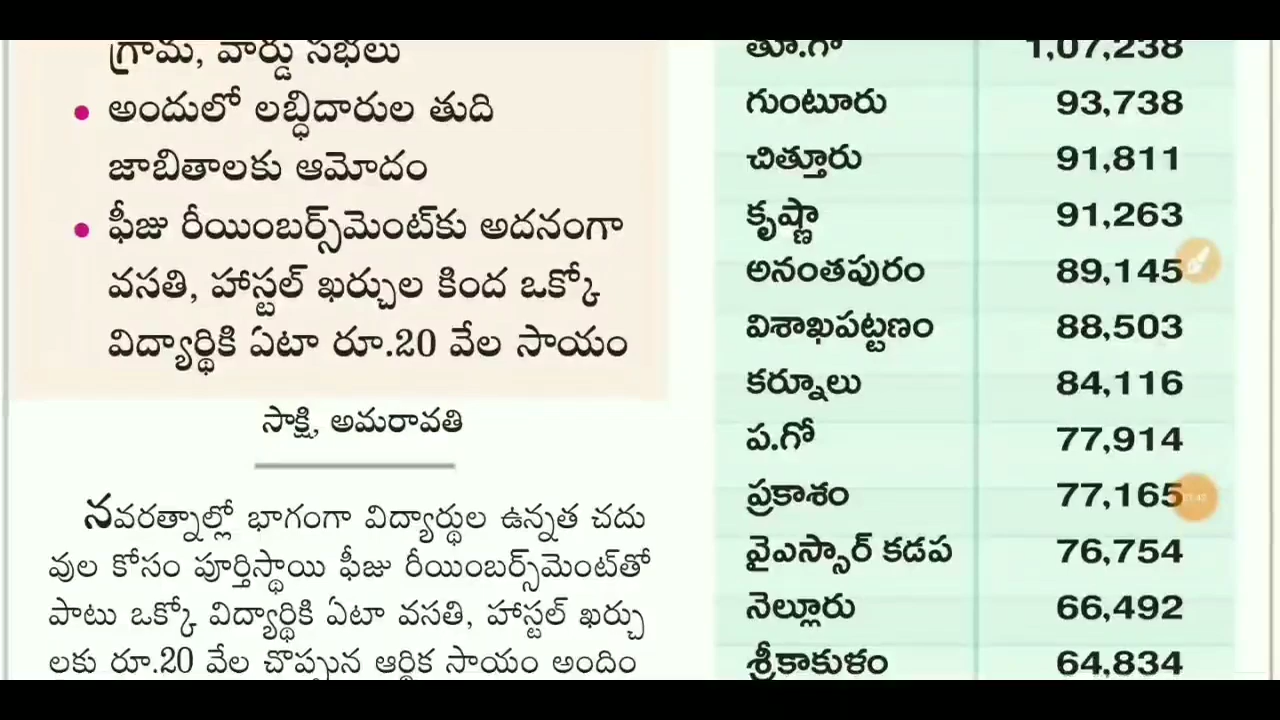 గ్రామ, వార్డు సభలు
• అందులో లబ్ధిదారుల తుది
జాబితాలకు ఆమోదం
• ఫీజు రీయింబర్స్‌మెంట్‌కు అదనంగా
వసతి, హాస్టల్ ఖర్చుల కింద ఒక్కో
విద్యార్థికి ఏటా రూ.20 వేల సాయం
సాక్షి, అమరావతి
నవరత్నాల్లో భాగంగా విద్యార్థుల ఉన్నత చదు
వుల కోసం పూర్తిస్థాయి ఫీజు రీయింబర్స్‌మెంట్‌తో
పాటు ఒక్కో విద్యార్థికి ఏటా వసతి, హాస్టల్ ఖర్చు
లకు రూ.20 వేల చొప్పున ఆర్థిక సాయం అందిం
తూ.గో 1,07,238
గుంటూరు 93,738
చిత్తూరు 91,811
కృష్ణా 91,263
అనంతపురం 89,145
విశాఖపట్టణం 88,503
కర్నూలు 84,116
ప.గో 77,914
ప్రకాశం 77,165
వైఎస్సార్ కడప 76,754
నెల్లూరు 66,492
శ్రీకాకుళం 64,834